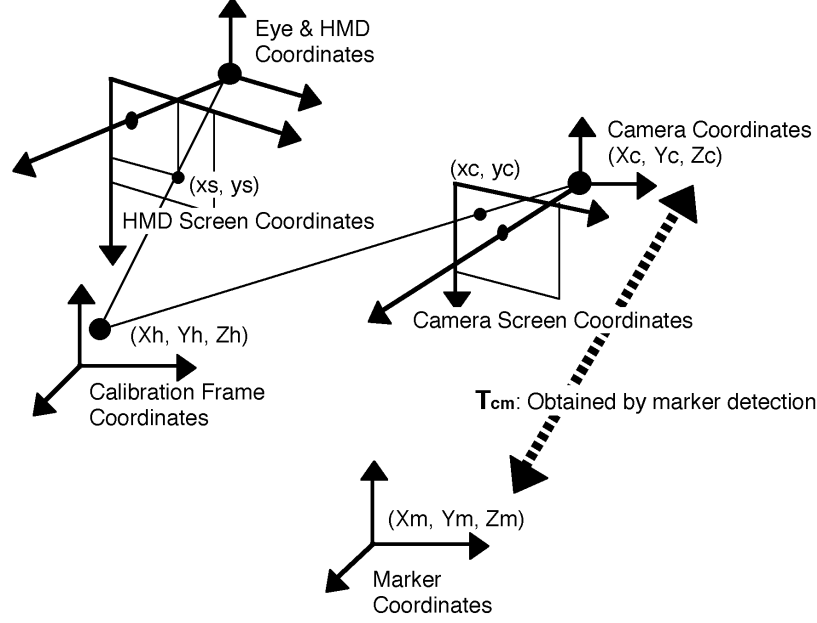 Eye & HMD
Coordinates
Camera Coordinates
(Xc, Yc, Zc)
(xc, yc)
(xs, ys)
HMD Screen Coordinates
Camera Screen Coordinates
(Xh, Yh, Zh)
Calibration Frame
Coordinates
Tcm: Obtained by marker detection
(Xm, Ym, Zm)
Marker
Coordinates